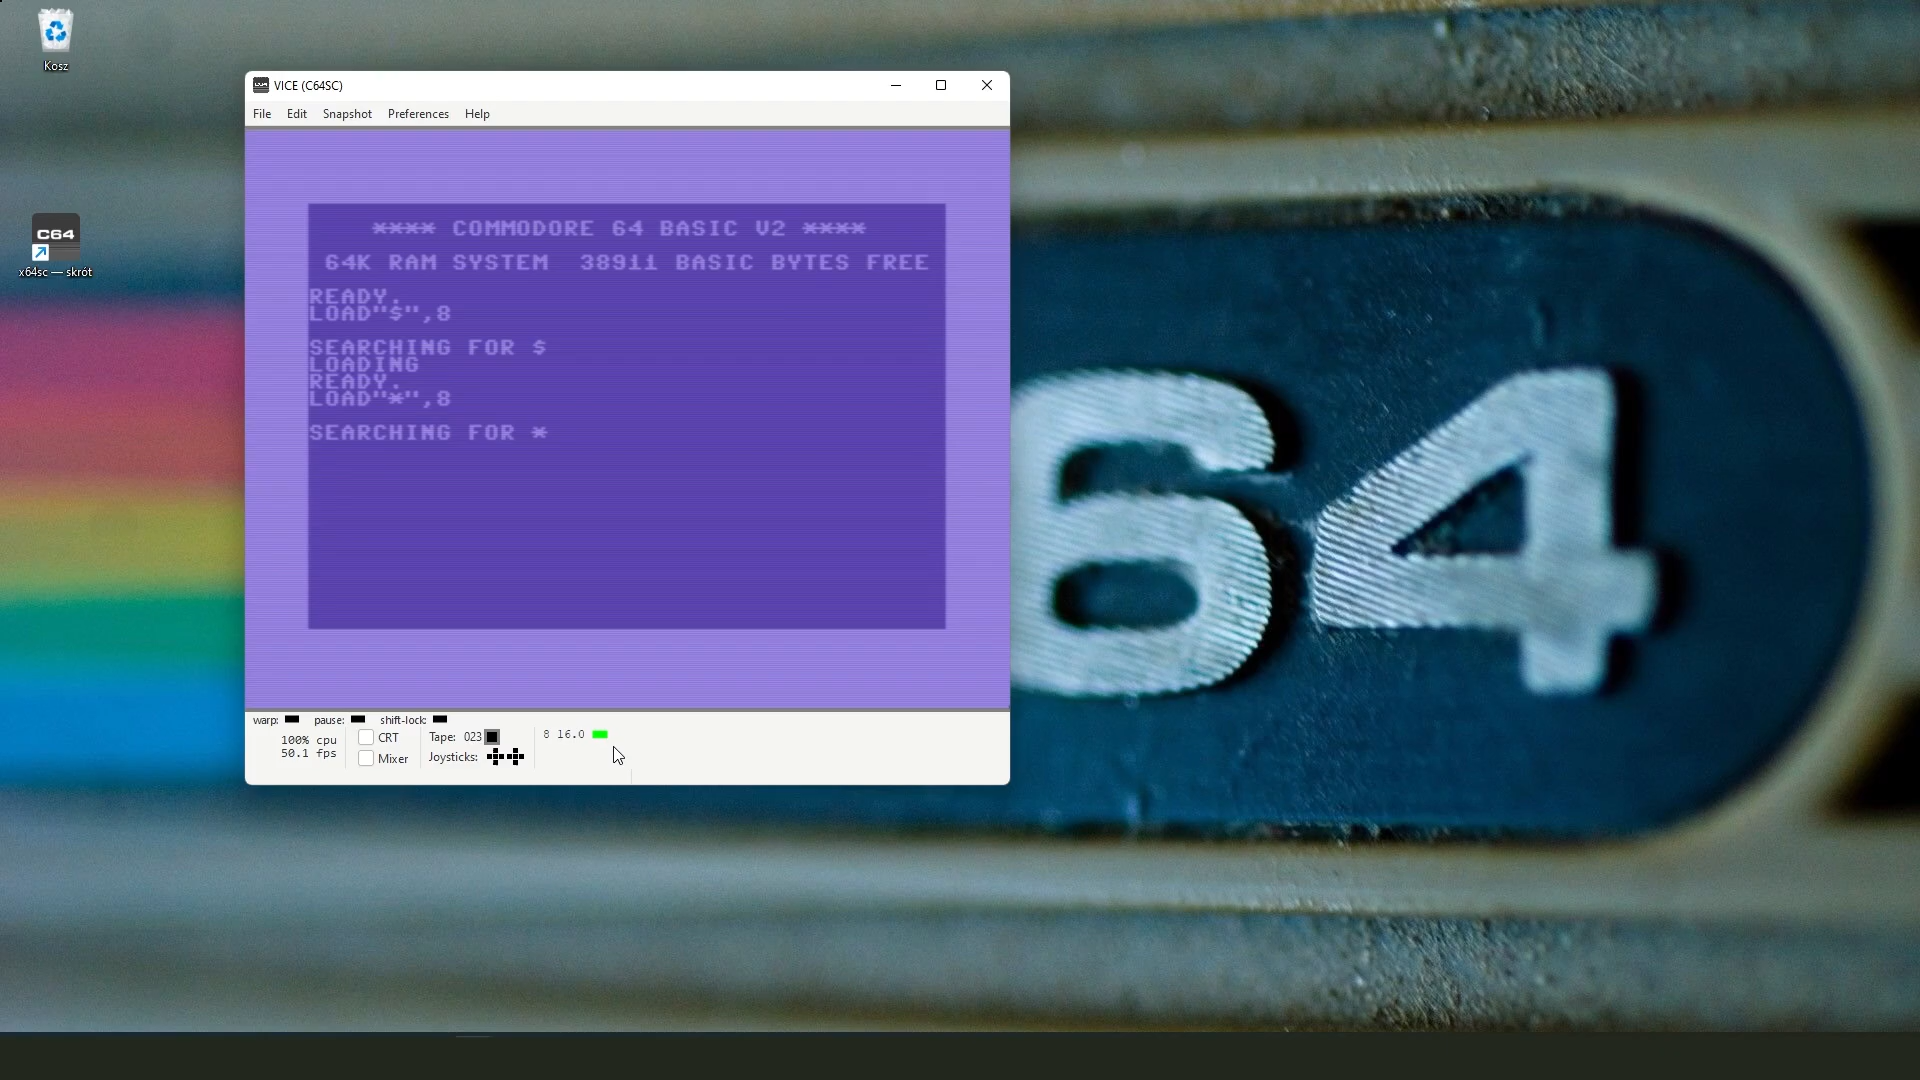 Kosz
VICE (C64SC)
File Edit Snapshot Preferences Help
**** COMMODORE 64 BASIC V2 ****
64K RAM SYSTEM  38911 BASIC BYTES FREE
READY.
LOAD"$",8
SEARCHING FOR $
LOADING
READY.
LOAD"*",8
SEARCHING FOR *
C64
x64sc — skrót
64
warp: pause: shift-lock:
100% cpu
50.1 fps
CRT
Mixer
Tape: 023
Joysticks:
8 16.0